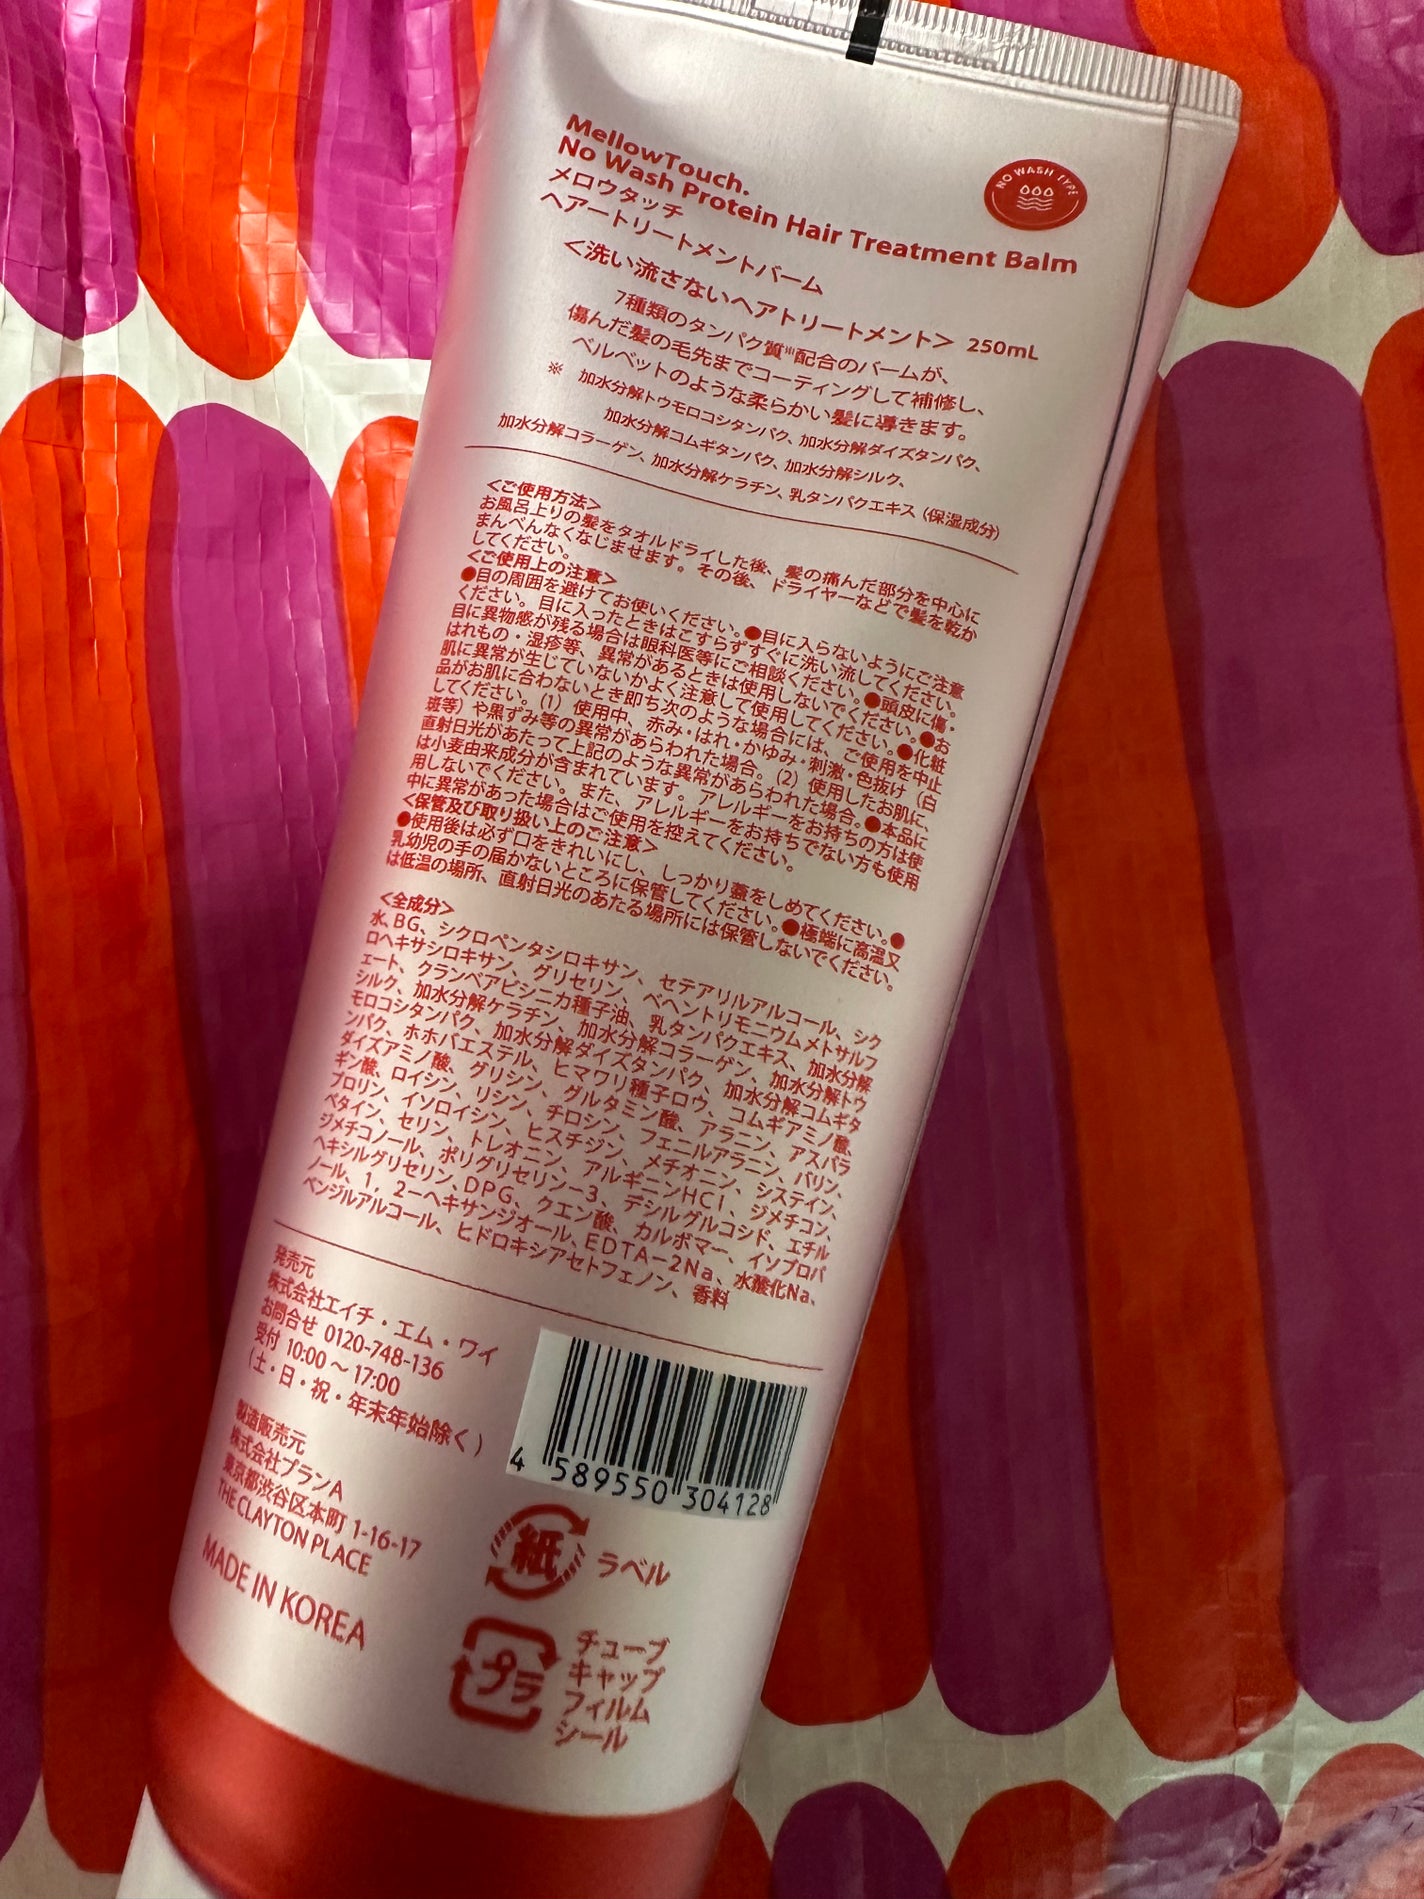 MellowTouch.
No Wash Protein Hair Treatment Balm
NO WASH TYPE
メロウタッチ
ヘアートリートメントバーム
<洗い流さないヘアトリートメント> 250mL
7種類のタンパク質※配合のバームが、
傷んだ髪の毛先までコーティングして補修し、
ベルベットのような柔らかい髪に導きます。
※ 加水分解トウモロコシタンパク、加水分解ダイズタンパク、
加水分解コムギタンパク、加水分解シルク、
加水分解コラーゲン、加水分解ケラチン、乳タンパクエキス（保湿成分）
<ご使用方法>
お風呂上りの髪をタオルドライした後、髪の痛んだ部分を中心に
まんべんなくなじませます。その後、ドライヤーなどで髪を乾か
してください。
<ご使用上の注意>
●目の周囲を避けてお使いください。●目に入らないようにご注意
ください。目に入ったときはこすらずすぐに洗い流してください。
目に異物感が残る場合は眼科医等にご相談ください。●頭皮に傷・
はれもの・湿疹等、異常があるときは使用しないでください。●お
肌に異常が生じていないかよく注意して使用してください。●化粧
品がお肌に合わないとき即ち次のような場合には、ご使用を中止
してください。(1) 使用中、赤み・はれ・かゆみ・刺激・色抜け（白
斑等）や黒ずみ等の異常があらわれた場合。(2) 使用したお肌に、
直射日光があたって上記のような異常があらわれた場合。●本品に
は小麦由来成分が含まれています。アレルギーをお持ちの方は使
用しないでください。また、アレルギーをお持ちでない方も使用
中に異常があった場合はご使用を控えてください。
<保管及び取り扱い上のご注意>
●使用後は必ず口をきれいにし、しっかり蓋をしめてください。●
乳幼児の手の届かないところに保管してください。●極端に高温又
は低温の場所、直射日光のあたる場所には保管しないでください。
<全成分>
水、BG、シクロペンタシロキサン、セテアリルアルコール、シク
ロヘキサシロキサン、グリセリン、ベヘントリモニウムメトサルフ
ェート、クランベアビシニカ種子油、乳タンパクエキス、加水分解
シルク、加水分解ケラチン、加水分解コラーゲン、加水分解トウ
モロコシタンパク、加水分解ダイズタンパク、加水分解コムギタ
ンパク、ホホバエステル、ヒマワリ種子ロウ、コムギアミノ酸、
ダイズアミノ酸、グリシン、グルタミン酸、アラニン、アスパラ
ギン酸、ロイシン、リシン、チロシン、フェニルアラニン、バリン、
プロリン、イソロイシン、ヒスチジン、メチオニン、システイン、
ベタイン、セリン、トレオニン、アルギニンHCl、ジメチコン、
ジメチコノール、ポリグリセリン-3、デシルグルコシド、エチル
ヘキシルグリセリン、DPG、クエン酸、カルボマー、イソプロパ
ノール、1，2-ヘキサンジオール、EDTA-2Na、水酸化Na、
ベンジルアルコール、ヒドロキシアセトフェノン、香料
発売元
株式会社エイチ・エム・ワイ
お問合せ 0120-748-136
受付 10:00～17:00
（土・日・祝・年末年始除く）
製造販売元
株式会社プランA
東京都渋谷区本町 1-16-17
THE CLAYTON PLACE
MADE IN KOREA
4 589550 304128
紙 ラベル
プラ
チューブ
キャップ
フィルム
シール